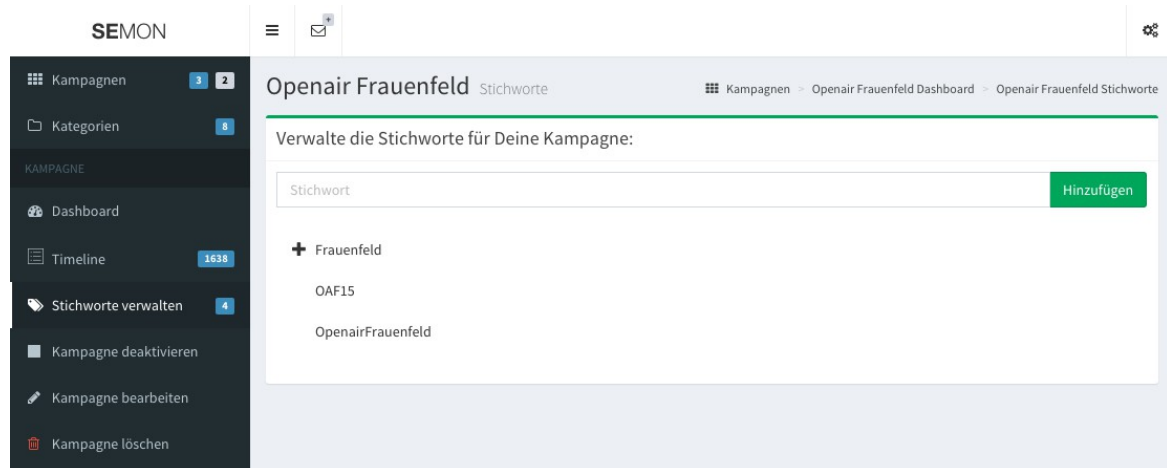 SEMON
+
Kampagnen 3 2
Kategorien 8
KAMPAGNE
Dashboard
Timeline 1638
Stichworte verwalten 4
Kampagne deaktivieren
Kampagne bearbeiten
Kampagne löschen
Openair Frauenfeld Stichworte
Kampagnen > Openair Frauenfeld Dashboard > Openair Frauenfeld Stichworte
Verwalte die Stichworte für Deine Kampagne:
Stichwort Hinzufügen
Frauenfeld
OAF15
OpenairFrauenfeld